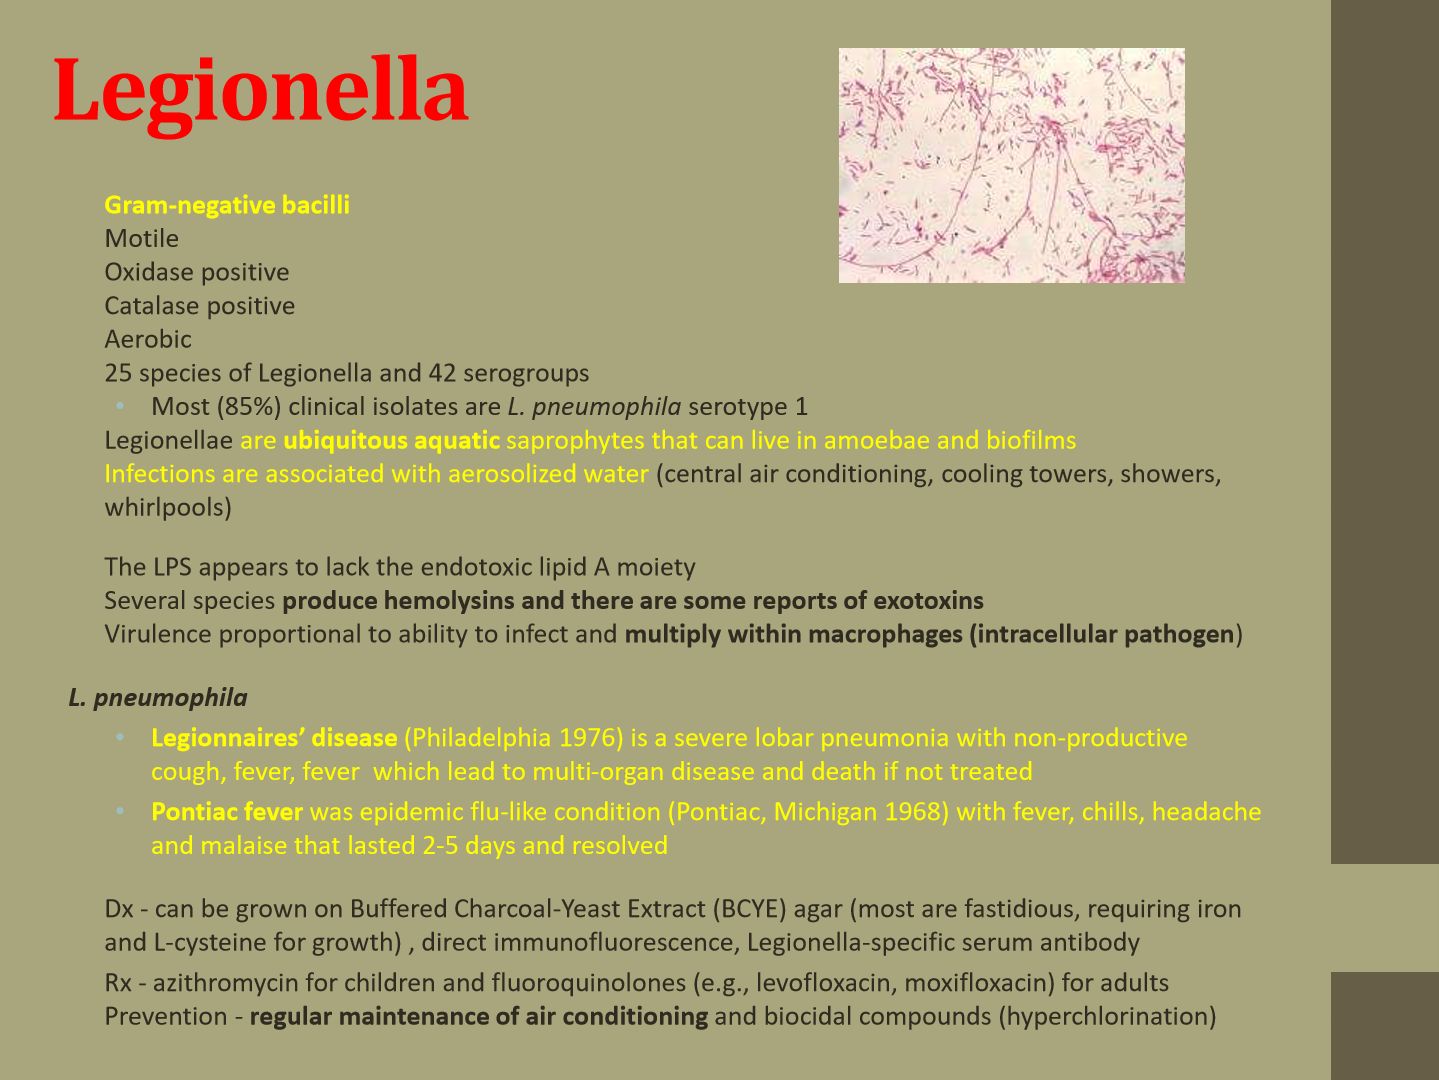 Legionella
Gram-negative bacilli
Motile
Oxidase positive
Catalase positive
Aerobic
25 species of Legionella and 42 serogroups
• Most (85%) clinical isolates are L. pneumophila serotype 1
Legionellae are ubiquitous aquatic saprophytes that can live in amoebae and biofilms
Infections are associated with aerosolized water (central air conditioning, cooling towers, showers,
whirlpools)
The LPS appears to lack the endotoxic lipid A moiety
Several species produce hemolysins and there are some reports of exotoxins
Virulence proportional to ability to infect and multiply within macrophages (intracellular pathogen)
L. pneumophila
• Legionnaires’ disease (Philadelphia 1976) is a severe lobar pneumonia with non-productive
cough, fever, fever  which lead to multi-organ disease and death if not treated
• Pontiac fever was epidemic flu-like condition (Pontiac, Michigan 1968) with fever, chills, headache
and malaise that lasted 2-5 days and resolved
Dx - can be grown on Buffered Charcoal-Yeast Extract (BCYE) agar (most are fastidious, requiring iron
and L-cysteine for growth) , direct immunofluorescence, Legionella-specific serum antibody
Rx - azithromycin for children and fluoroquinolones (e.g., levofloxacin, moxifloxacin) for adults
Prevention - regular maintenance of air conditioning and biocidal compounds (hyperchlorination)